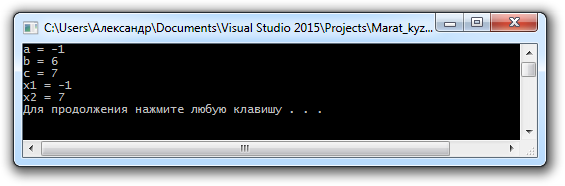 C:\Users\Александр\Documents\Visual Studio 2015\Projects\Marat_kyz...
a = -1
b = 6
c = 7
x1 = -1
x2 = 7
Для продолжения нажмите любую клавишу . . .